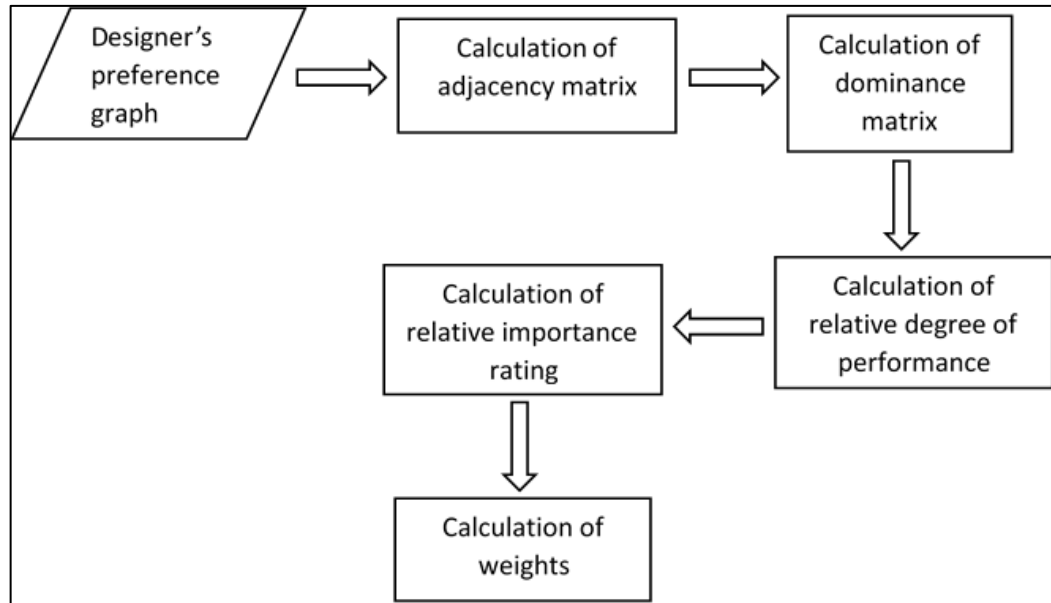 Designer’s
preference
graph
Calculation of
adjacency matrix
Calculation of
dominance
matrix
Calculation of
relative degree of
performance
Calculation of
relative importance
rating
Calculation of
weights